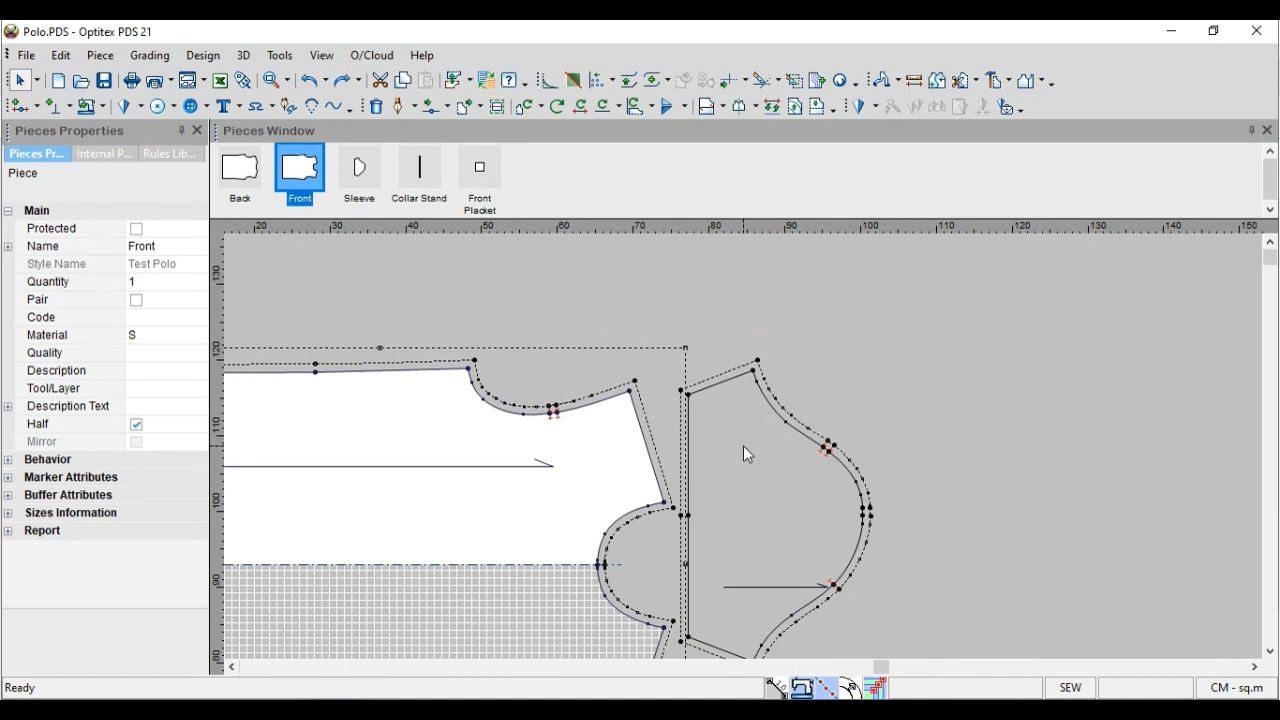 Polo.PDS - Optitex PDS 21
File Edit Piece Grading Design 3D Tools View O/Cloud Help
Pieces Properties
Pieces Window
Pieces Pr... Internal P... Rules Lib...
Piece
Back
Front
Sleeve
Collar Stand
Front
Placket
20 30 40 50 60 70 80 90 100 110 120 130 140 150
130
120
110
100
90
80
Main
Protected
Name Front
Style Name Test Polo
Quantity 1
Pair
Code
Material S
Quality
Description
Tool/Layer
Description Text
Half
Mirror
Behavior
Marker Attributes
Buffer Attributes
Sizes Information
Report
Ready
SEW
CM - sq.m